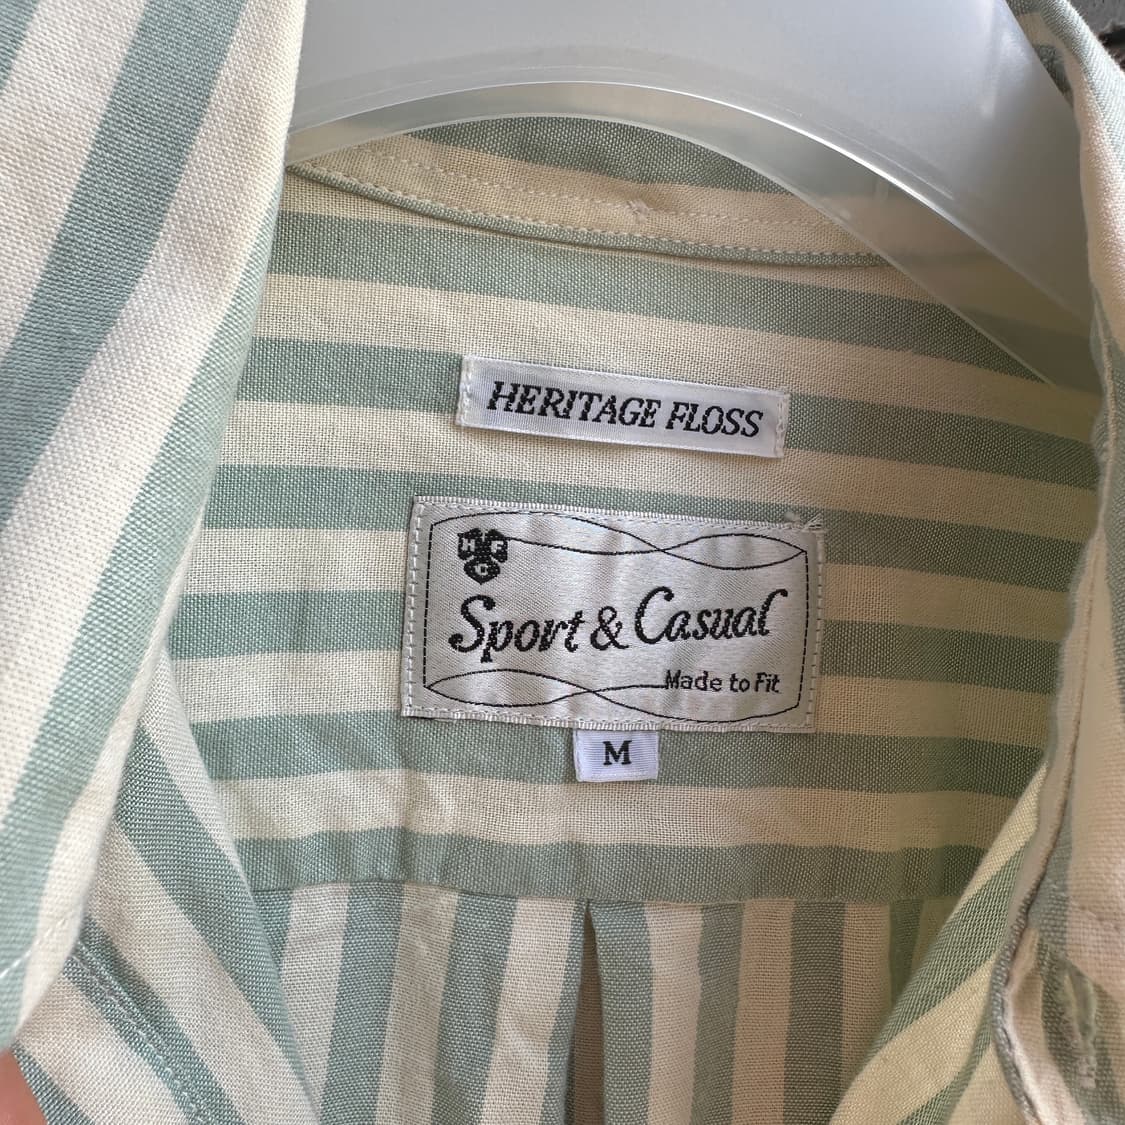 HERITAGE FLOSS
H F
C
Sport & Casual
Made to Fit
M